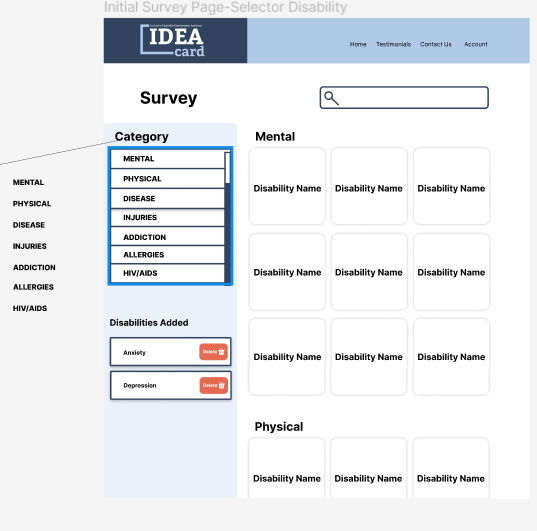 Initial Survey Page-Selector Disability
IDEA
card
Home Testimonials Contact Us Account
Survey
Category
MENTAL
PHYSICAL
DISEASE
INJURIES
ADDICTION
ALLERGIES
HIV/AIDS
MENTAL
PHYSICAL
DISEASE
INJURIES
ADDICTION
ALLERGIES
HIV/AIDS
Disabilities Added
Anxiety Delete
Depression Delete
Mental
Disability Name Disability Name Disability Name
Disability Name Disability Name Disability Name
Disability Name Disability Name Disability Name
Physical
Disability Name Disability Name Disability Name